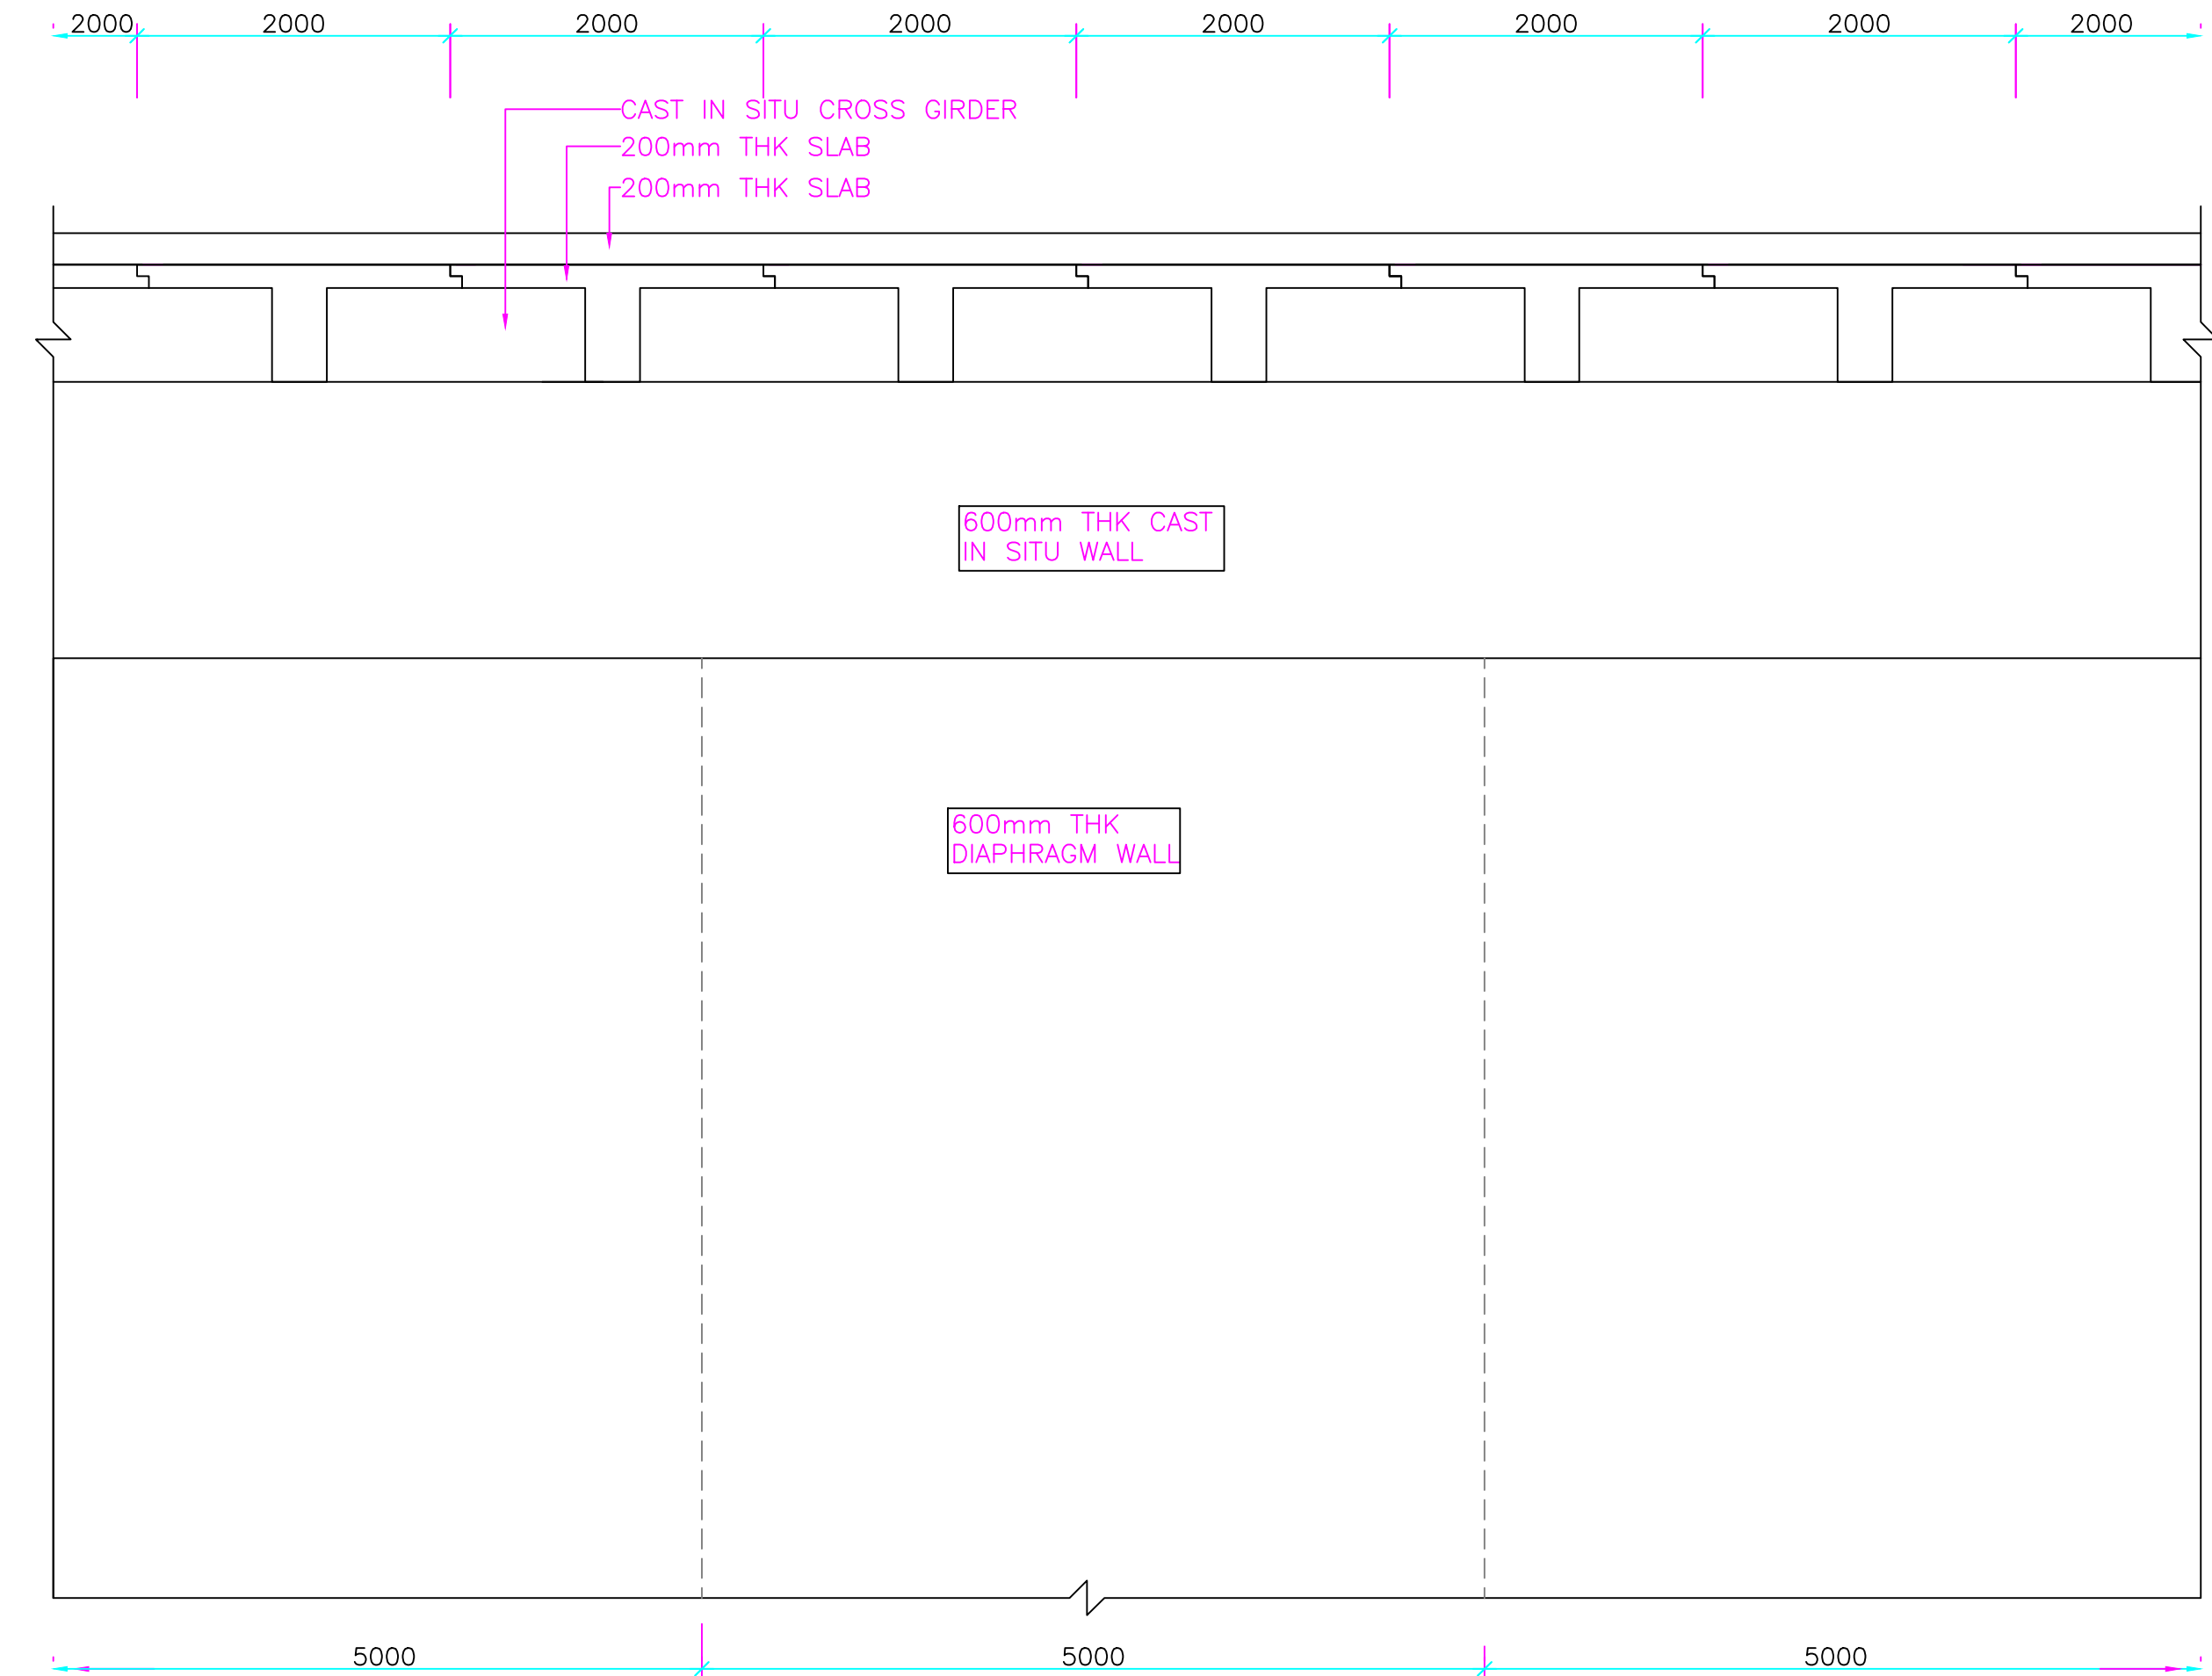 2000 2000 2000 2000 2000 2000 2000 2000
CAST IN SITU CROSS GIRDER
200mm THK SLAB
200mm THK SLAB
600mm THK CAST
IN SITU WALL
600mm THK
DIAPHRAGM WALL
5000 5000 5000